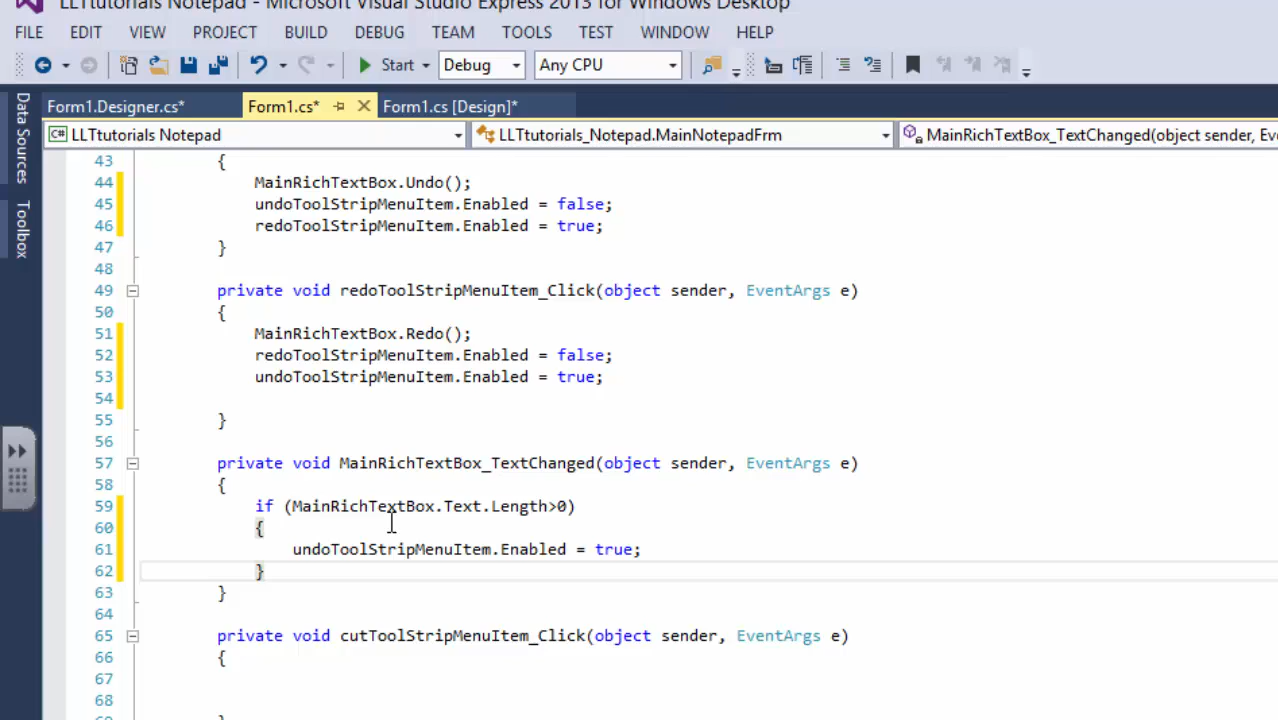 LLTtutorials Notepad - Microsoft Visual Studio Express 2013 for Windows Desktop
FILE EDIT VIEW PROJECT BUILD DEBUG TEAM TOOLS TEST WINDOW HELP
Start Debug Any CPU
Form1.Designer.cs* Form1.cs* Form1.cs [Design]*
C# LLTtutorials Notepad LLTtutorials_Notepad.MainNotepadFrm MainRichTextBox_TextChanged(object sender, Eve
Data Sources
Toolbox
43 {
44 MainRichTextBox.Undo();
45 undoToolStripMenuItem.Enabled = false;
46 redoToolStripMenuItem.Enabled = true;
47 }
48
49 private void redoToolStripMenuItem_Click(object sender, EventArgs e)
50 {
51 MainRichTextBox.Redo();
52 redoToolStripMenuItem.Enabled = false;
53 undoToolStripMenuItem.Enabled = true;
54
55 }
56
57 private void MainRichTextBox_TextChanged(object sender, EventArgs e)
58 {
59 if (MainRichTextBox.Text.Length>0)
60 {
61 undoToolStripMenuItem.Enabled = true;
62 }
63 }
64
65 private void cutToolStripMenuItem_Click(object sender, EventArgs e)
66 {
67
68